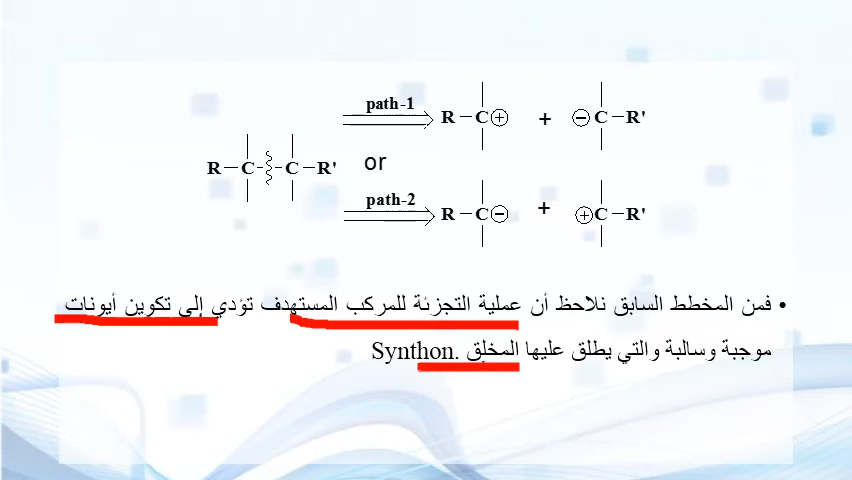 path-1
R－C⊕ + ⊖C－R'
R－C－C－R' or
path-2
R－C⊖ + ⊕C－R'
• فمن المخطط السابق نلاحظ أن عملية التجزئة للمركب المستهدف تؤدي إلى تكوين أيونات
موجبة وسالبة والتي يطلق عليها المخلق .Synthon